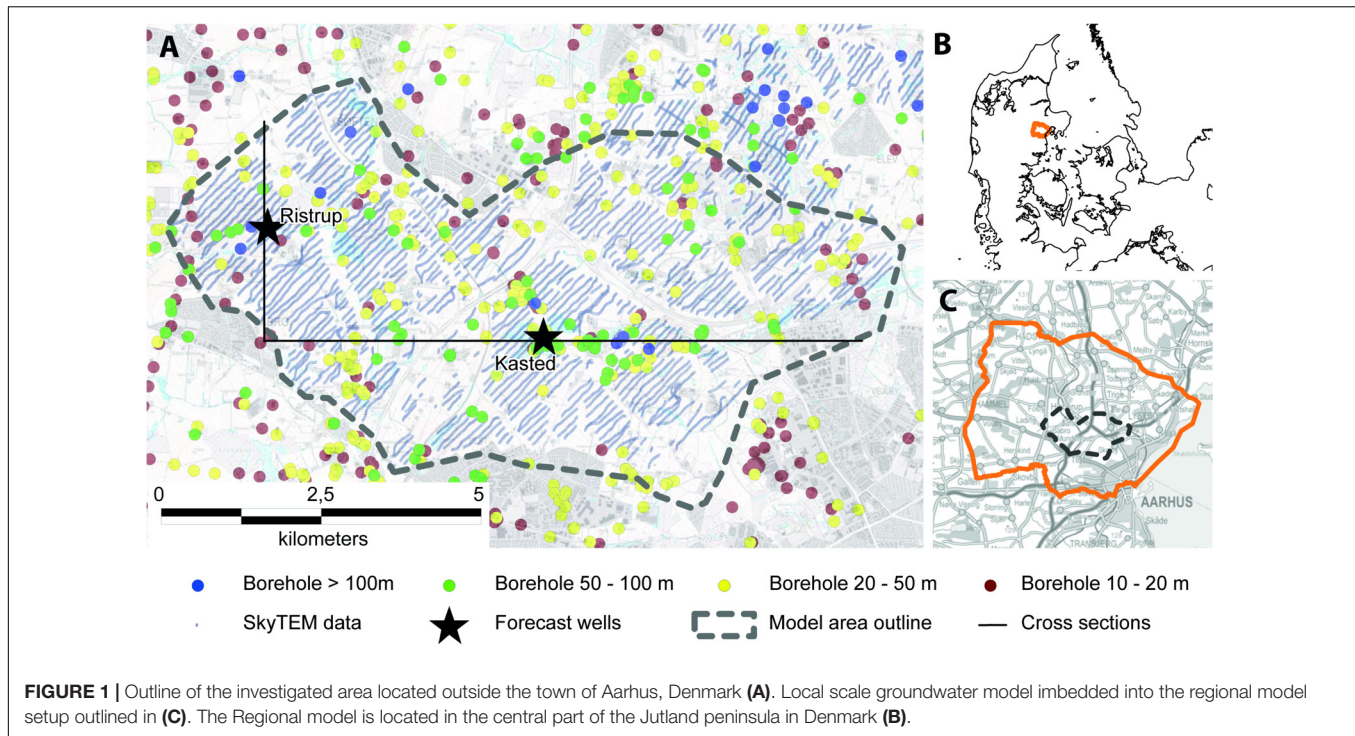 A
B
Ristrup
Kasted
ELEV
0 2,5 5
kilometers
C
HAMMEL
AARHUS
Skåde
Borehole > 100m Borehole 50 - 100 m Borehole 20 - 50 m Borehole 10 - 20 m
SkyTEM data Forecast wells Model area outline Cross sections
FIGURE 1 | Outline of the investigated area located outside the town of Aarhus, Denmark (A). Local scale groundwater model imbedded into the regional model
setup outlined in (C). The Regional model is located in the central part of the Jutland peninsula in Denmark (B).